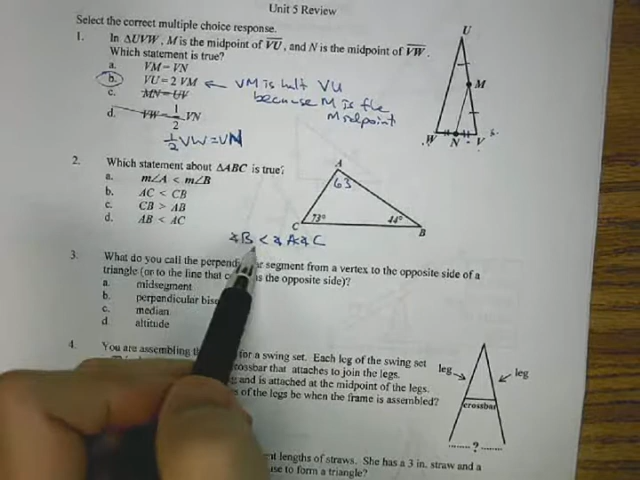 Unit 5 Review
Select the correct multiple choice response.
1. In ΔUVW, M is the midpoint of VU, and N is the midpoint of VW.
Which statement is true?
a. VM = VN
b. VU = 2 VM ← VM is half VU
because M is the
Midpoint
c. MN = UV
d. VW = 1/2 VN
1/2 VW = VN
U
M
W N V
2. Which statement about ΔABC is true?
a. m∠A < m∠B
b. AC < CB
c. CB > AB
d. AB < AC
A
63
C 73° 44° B
∡B < ∡A ∡C
3. What do you call the perpendicular segment from a vertex to the opposite side of a
triangle (or to the line that is the opposite side)?
a. midsegment
b. perpendicular
c. median
d. altitude
4. You are assembling for a swing set. Each leg of the swing set
crossbar that attaches to join the legs.
and is attached at the midpoint of the legs.
of the legs be when the frame is assembled?
leg leg
crossbar
?
lengths of straws. She has a 3 in. straw and a
use to form a triangle?